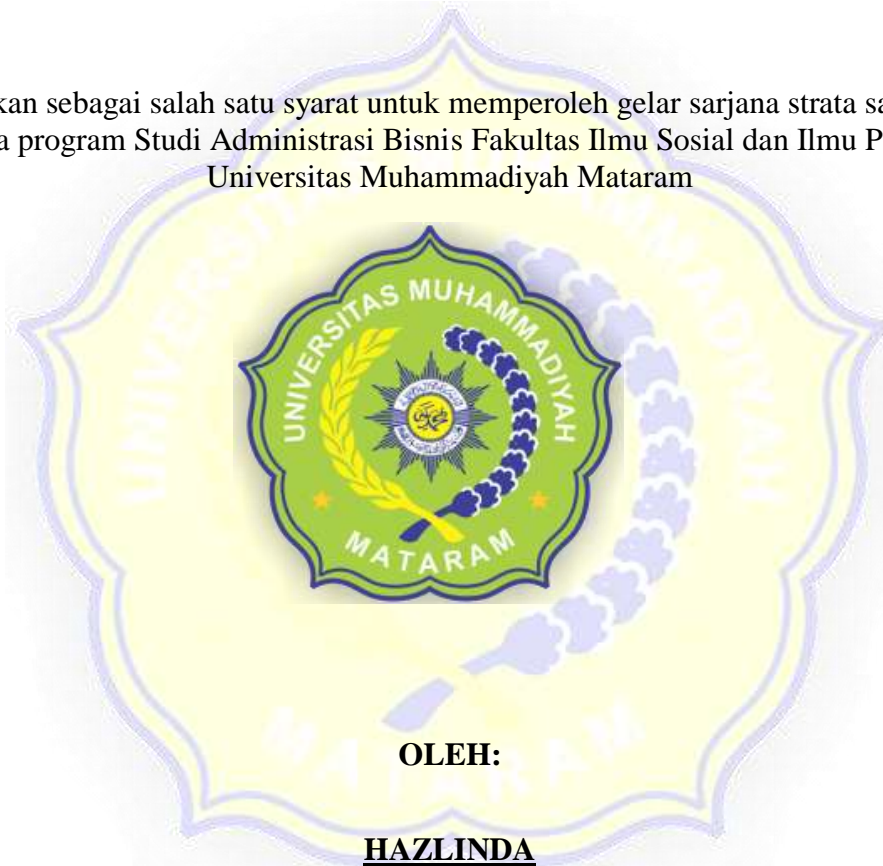 kan sebagai salah satu syarat untuk memperoleh gelar sarjana strata sa
a program Studi Administrasi Bisnis Fakultas Ilmu Sosial dan Ilmu P
Universitas Muhammadiyah Mataram
UNIVERSITAS MUHAMMADIYAH
MATARAM
OLEH:
HAZLINDA